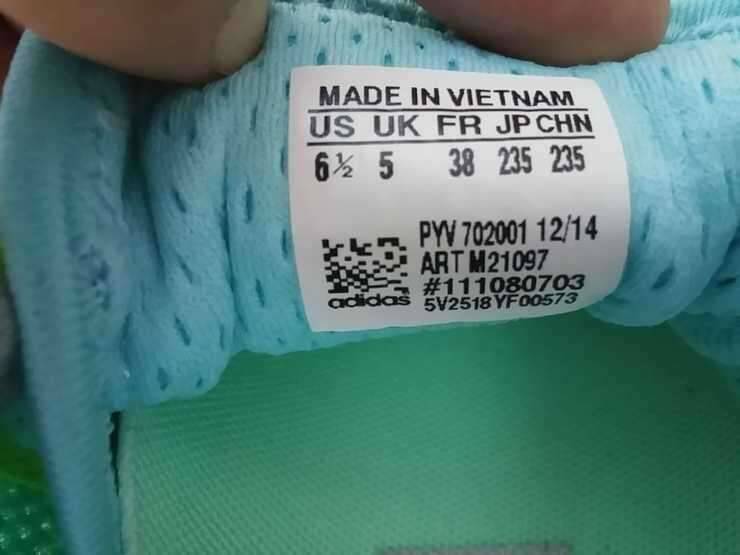 MADE IN VIETNAM
US UK FR JP CHN
6½ 5 38 235 235
PYV 702001 12/14
ART M21097
#111080703
adidas 5V2518YF00573